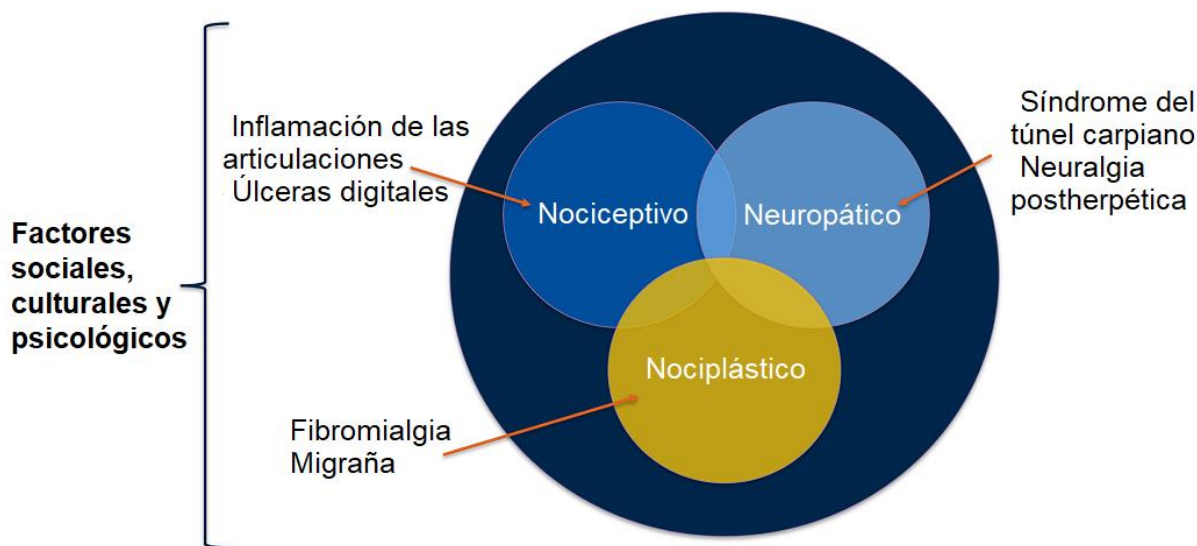 Factores
sociales,
culturales y
psicológicos
Inflamación de las
articulaciones
Úlceras digitales
Nociceptivo
Neuropático
Síndrome del
túnel carpiano
Neuralgia
postherpética
Nociplástico
Fibromialgia
Migraña